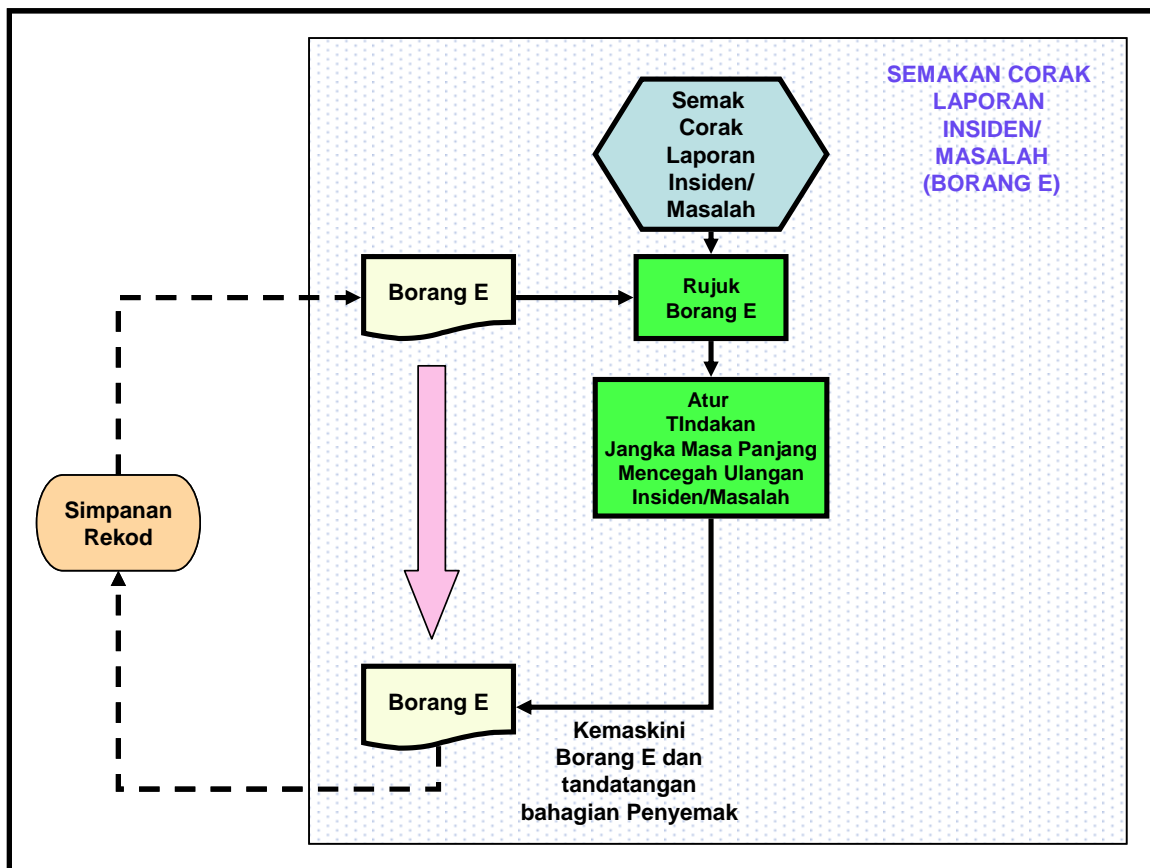 SEMAKAN CORAK
LAPORAN
INSIDEN/
MASALAH
(BORANG E)
Semak
Corak
Laporan
Insiden/
Masalah
Borang E
Rujuk
Borang E
Atur
TIndakan
Jangka Masa Panjang
Mencegah Ulangan
Insiden/Masalah
Simpanan
Rekod
Borang E
Kemaskini
Borang E dan
tandatangan
bahagian Penyemak